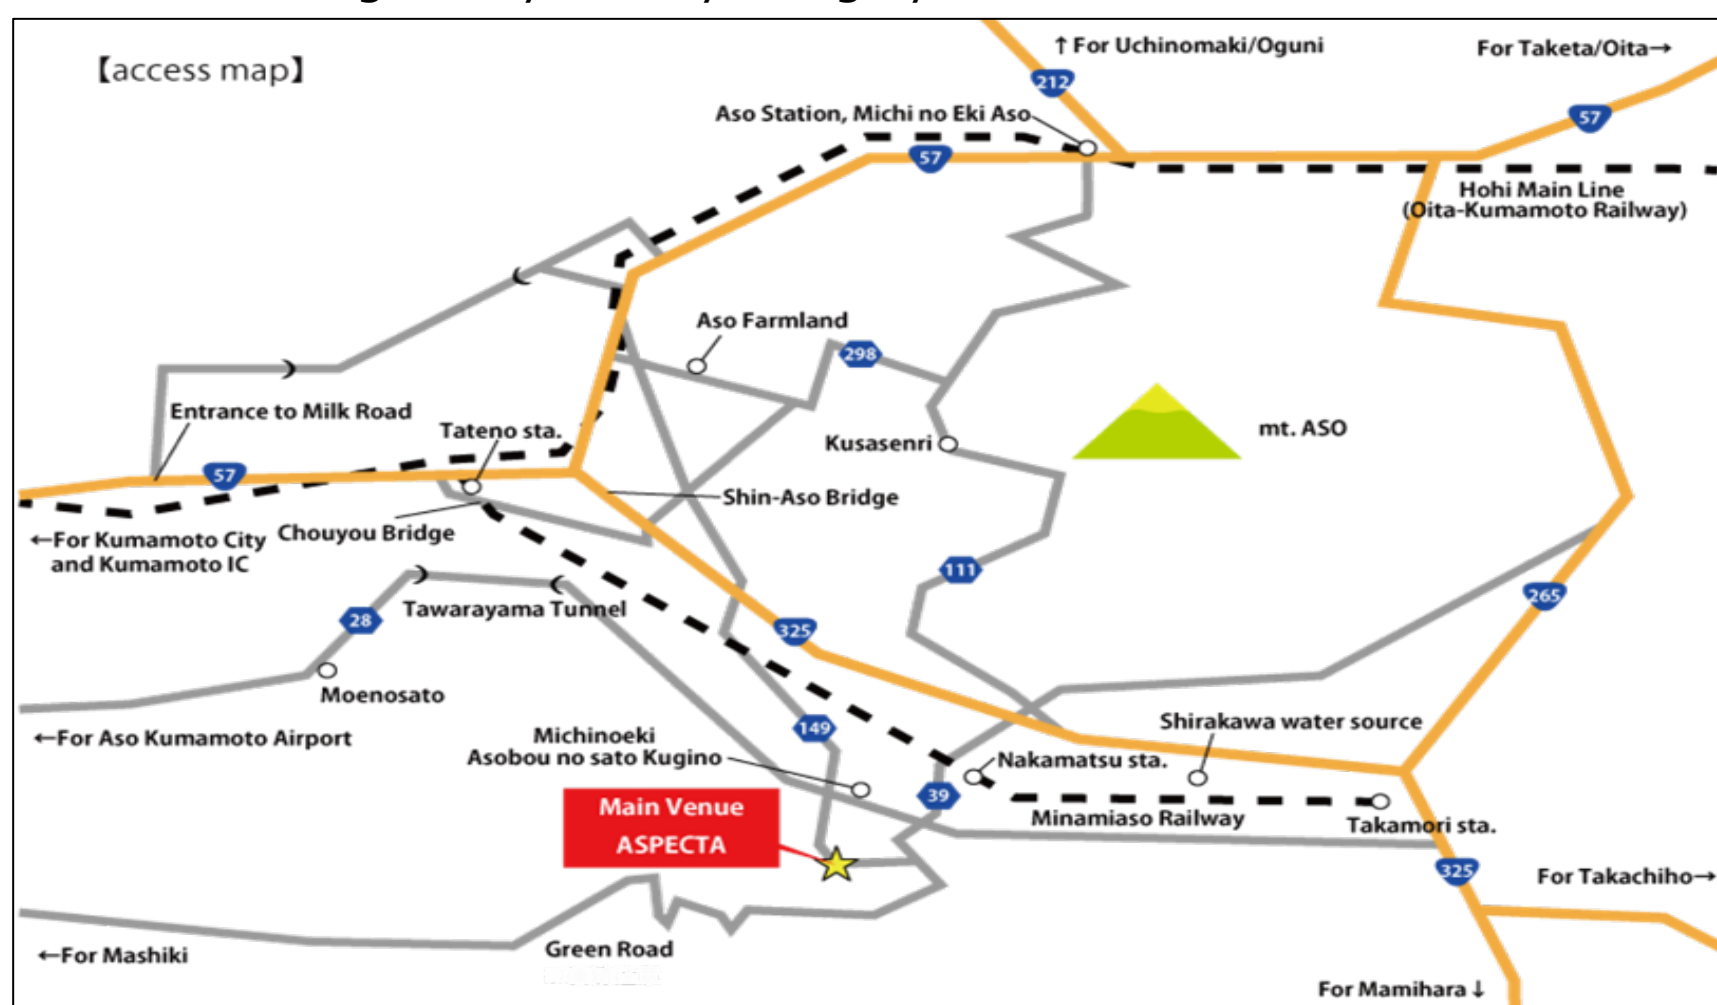 【access map】
↑For Uchinomaki/Oguni
For Taketa/Oita→
212
57
Aso Station, Michi no Eki Aso
57
Hohi Main Line
(Oita-Kumamoto Railway)
Aso Farmland
298
Entrance to Milk Road
Tateno sta.
Kusasenri
mt. ASO
57
Shin-Aso Bridge
Chouyou Bridge
←For Kumamoto City
and Kumamoto IC
111
265
Tawarayama Tunnel
28
325
Moenosato
149
Shirakawa water source
←For Aso Kumamoto Airport
Michinoeki
Asobou no sato Kugino
Nakamatsu sta.
39
Main Venue
ASPECTA
Minamiaso Railway
Takamori sta.
325
For Takachiho→
Green Road
←For Mashiki
For Mamihara↓